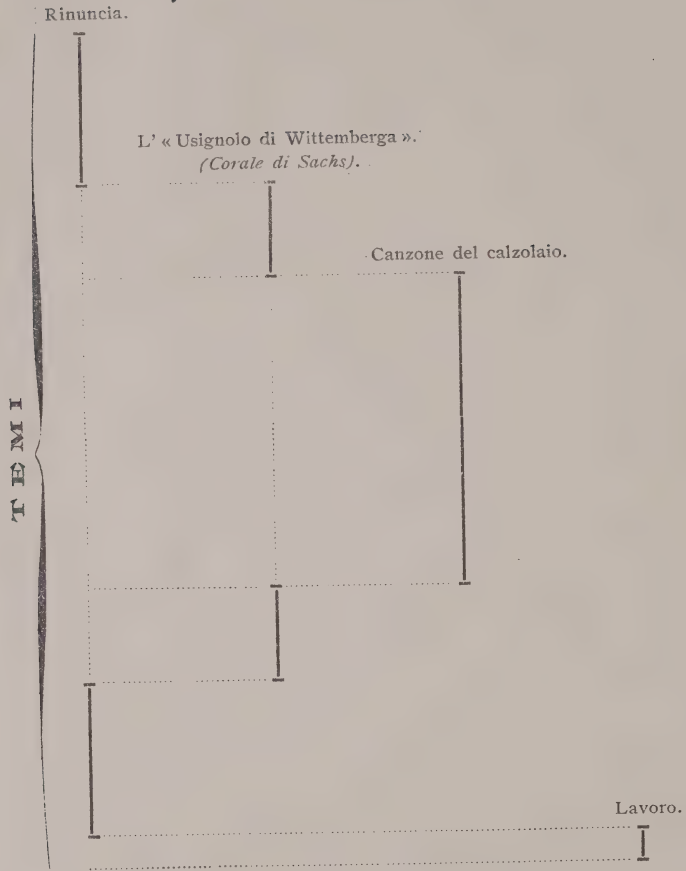 Rinuncia.
L' « Usignolo di Wittemberga ».
(Corale di Sachs).
Canzone del calzolaio.
TEMI
Lavoro.